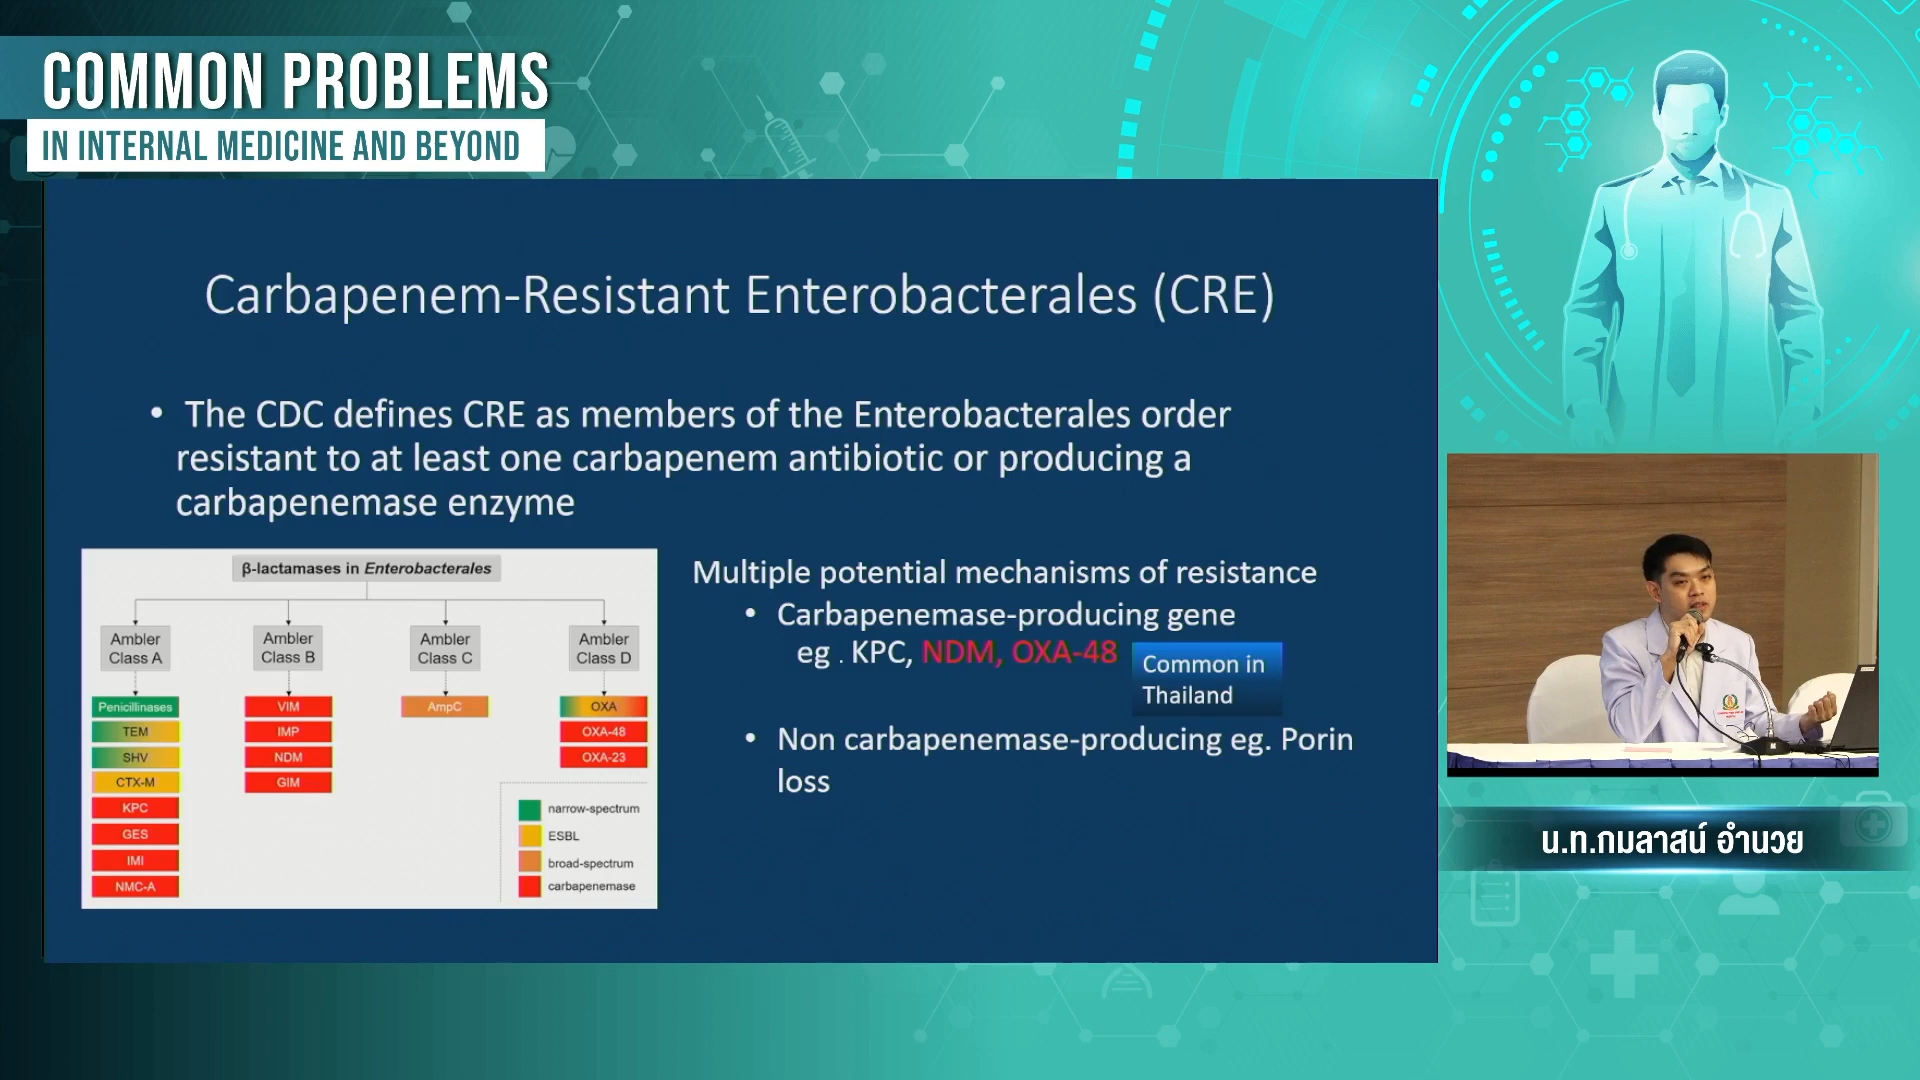 COMMON PROBLEMS
IN INTERNAL MEDICINE AND BEYOND
Carbapenem-Resistant Enterobacterales (CRE)
• The CDC defines CRE as members of the Enterobacterales order
resistant to at least one carbapenem antibiotic or producing a
carbapenemase enzyme
β-lactamases in Enterobacterales
Ambler Class A
Ambler Class B
Ambler Class C
Ambler Class D
Penicillinases
TEM
SHV
CTX-M
KPC
GES
IMI
NMC-A
VIM
IMP
NDM
GIM
AmpC
OXA
OXA-48
OXA-23
narrow-spectrum
ESBL
broad-spectrum
carbapenemase
Multiple potential mechanisms of resistance
• Carbapenemase-producing gene
eg . KPC, NDM, OXA-48
Common in
Thailand
• Non carbapenemase-producing eg. Porin
loss
น.ท.กมลาสน์ อำนวย